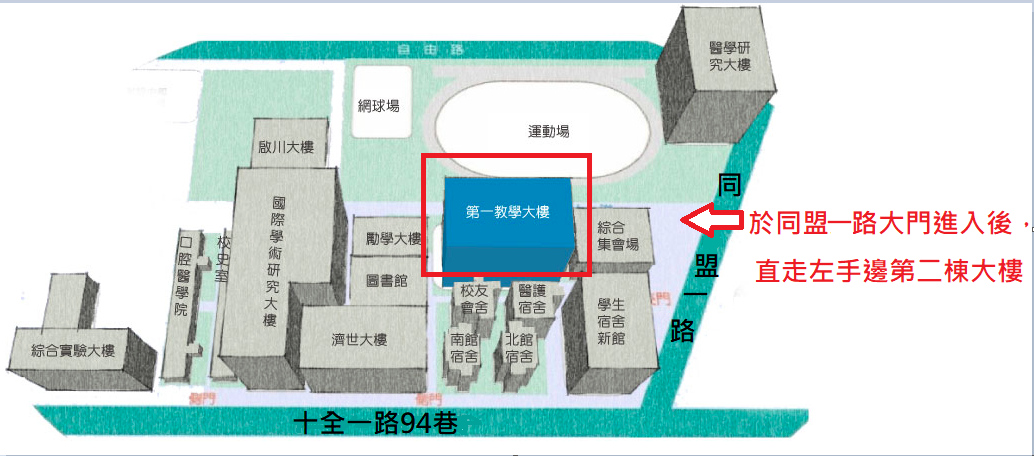 自由路
醫學研
究大樓
網球場
運動場
啟川大樓
同
第一教學大樓
國際學術研究大樓
校史室
勵學大樓
綜合
集會場
於同盟一路大門進入後，
直走左手邊第二棟大樓
口腔醫學院
盟
圖書館
校友
會舍
醫護
宿舍
一
學生
宿舍
新館
路
綜合實驗大樓
濟世大樓
南館
宿舍
北館
宿舍
側門
側門
十全一路94巷